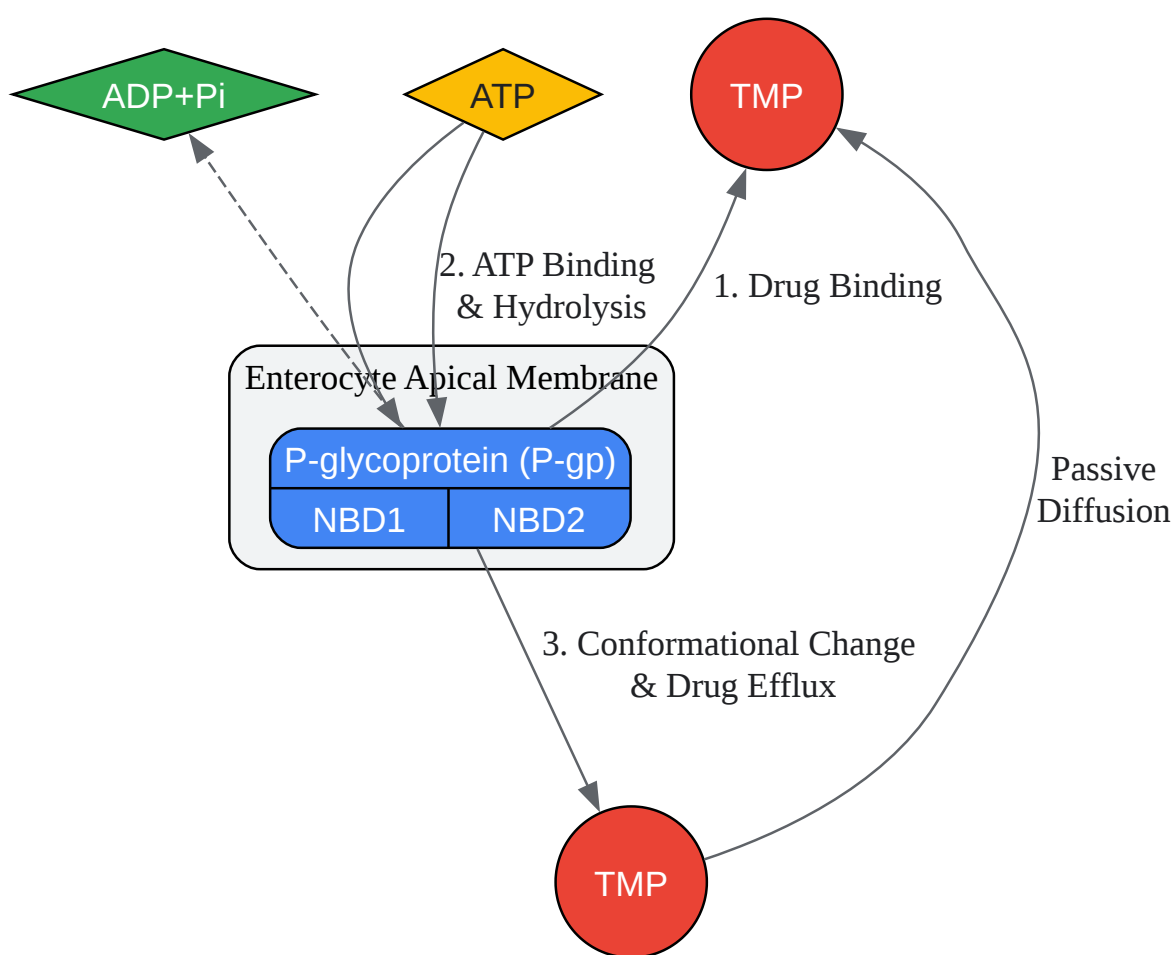 ADP+Pi
ATP
TMP
2. ATP Binding
& Hydrolysis
1. Drug Binding
Enterocyte Apical Membrane
P-glycoprotein (P-gp)
NBD1
NBD2
Passive
Diffusion
3. Conformational Change
& Drug Efflux
TMP